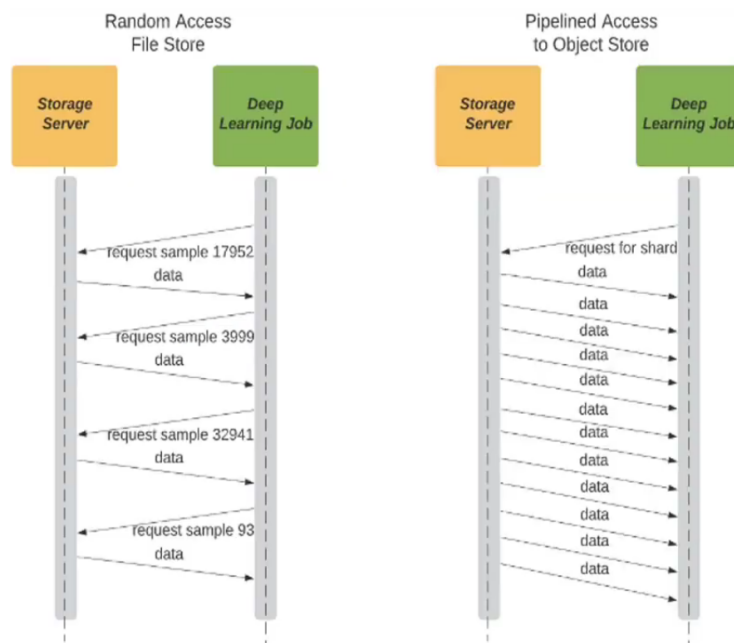 Random Access
File Store
Storage
Server
Deep
Learning Job
request sample 17952
data
request sample 3999
data
request sample 32941
data
request sample 93
data
Pipelined Access
to Object Store
Storage
Server
Deep
Learning Job
request for shard
data
data
data
data
data
data
data
data
data
data
data
data